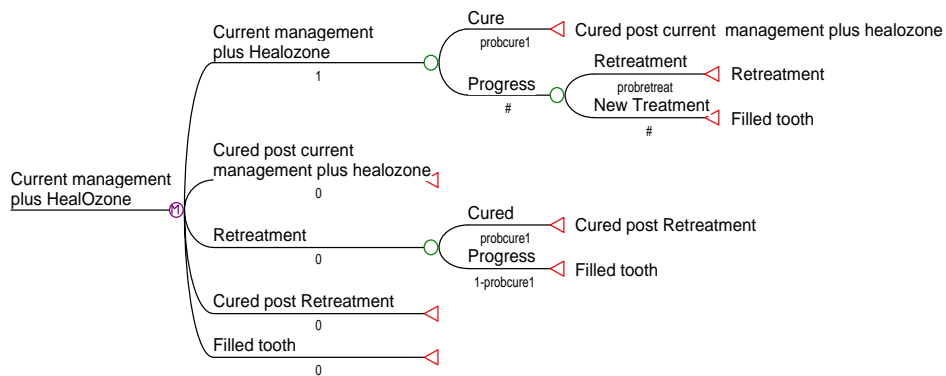 Current management
plus HealOzone
M
Current management
plus Healozone
1
Cure
probcure1
Cured post current management plus healozone
Progress
#
Retreatment
probretreat
Retreatment
New Treatment
#
Filled tooth
Cured post current
management plus healozone
0
Retreatment
0
Cured
probcure1
Cured post Retreatment
Progress
1-probcure1
Filled tooth
Cured post Retreatment
0
Filled tooth
0